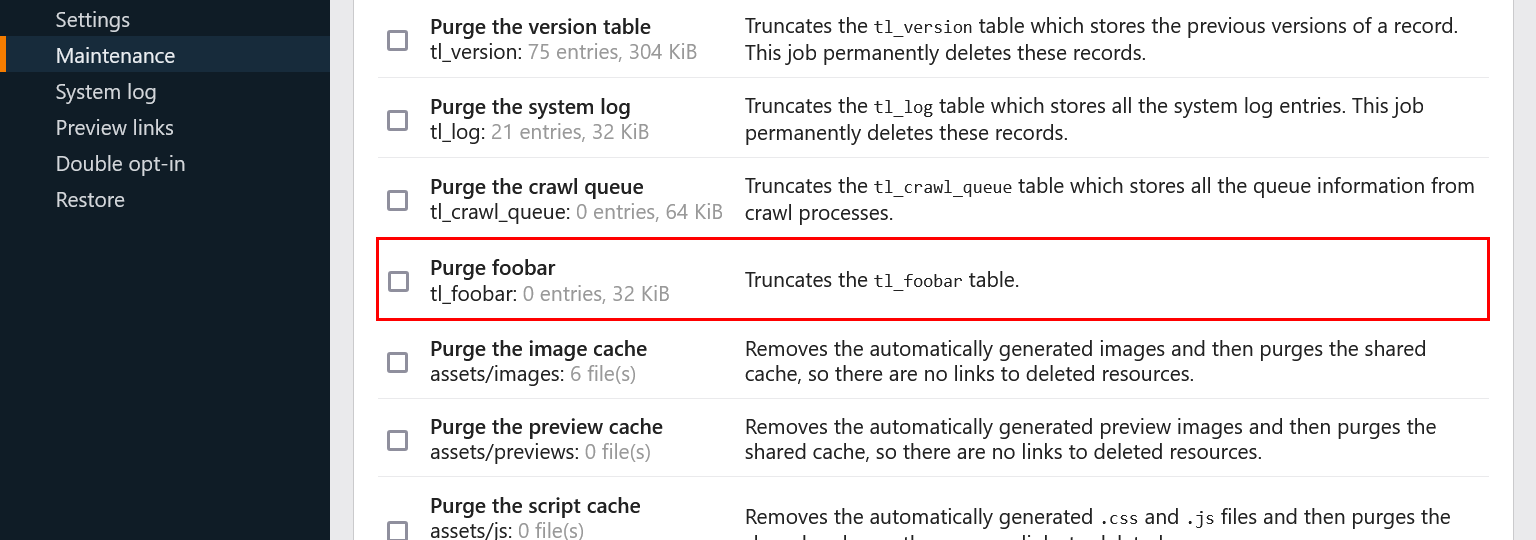 Settings
Maintenance
System log
Preview links
Double opt-in
Restore
Purge the version table
tl_version: 75 entries, 304 KiB
Truncates the tl_version table which stores the previous versions of a record.
This job permanently deletes these records.
Purge the system log
tl_log: 21 entries, 32 KiB
Truncates the tl_log table which stores all the system log entries. This job
permanently deletes these records.
Purge the crawl queue
tl_crawl_queue: 0 entries, 64 KiB
Truncates the tl_crawl_queue table which stores all the queue information from
crawl processes.
Purge foobar
tl_foobar: 0 entries, 32 KiB
Truncates the tl_foobar table.
Purge the image cache
assets/images: 6 file(s)
Removes the automatically generated images and then purges the shared
cache, so there are no links to deleted resources.
Purge the preview cache
assets/previews: 0 file(s)
Removes the automatically generated preview images and then purges the
shared cache, so there are no links to deleted resources.
Purge the script cache
assets/js: 0 file(s)
Removes the automatically generated .css and .js files and then purges the